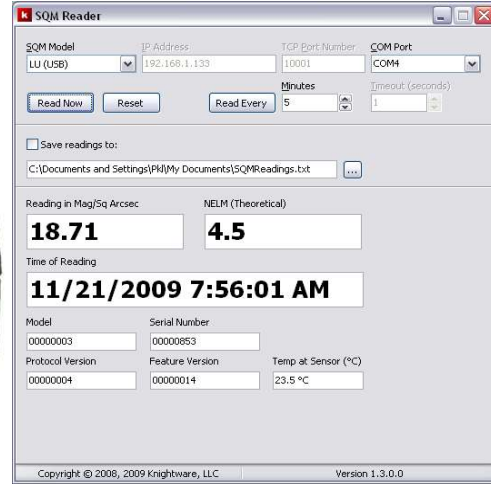 SQM Reader
SQM Model IP Address TCP Port Number COM Port
LU (USB) 192.168.1.133 10001 COM4
Minutes Timeout (seconds)
Read Now Reset Read Every 5 1
Save readings to:
C:\Documents and Settings\Pkl\My Documents\SQMReadings.txt ...
Reading in Mag/Sq Arcsec NELM (Theoretical)
18.71 4.5
Time of Reading
11/21/2009 7:56:01 AM
Model Serial Number
00000003 00000853
Protocol Version Feature Version Temp at Sensor (°C)
00000004 00000014 23.5 °C
Copyright © 2008, 2009 Knightware, LLC Version 1.3.0.0